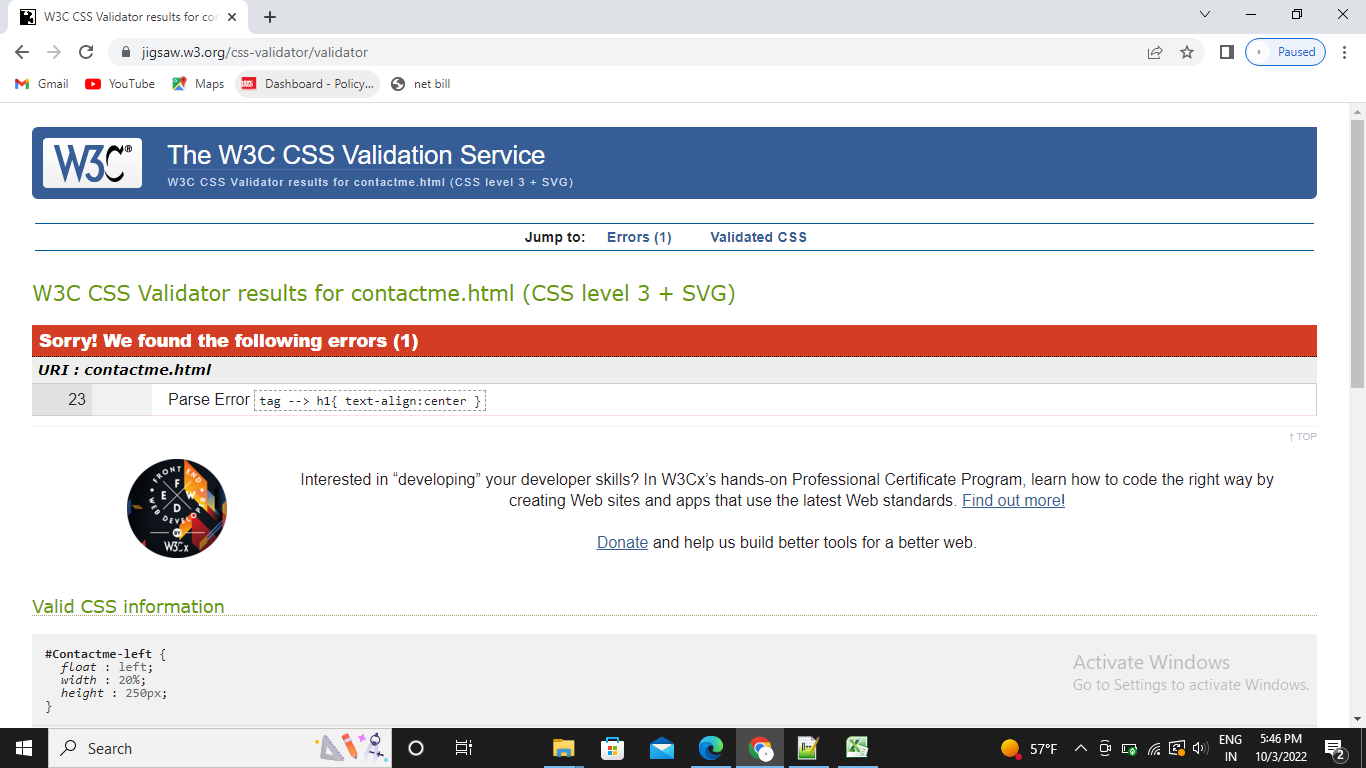 W3C CSS Validator results for co
jigsaw.w3.org/css-validator/validator
Paused
Gmail
YouTube
Maps
Dashboard - Policy...
net bill
W3C®
The W3C CSS Validation Service
W3C CSS Validator results for contactme.html (CSS level 3 + SVG)
Jump to: Errors (1) Validated CSS
W3C CSS Validator results for contactme.html (CSS level 3 + SVG)
Sorry! We found the following errors (1)
URI : contactme.html
23 Parse Error tag --> h1{ text-align:center }
↑ TOP
FRONT END
WEB DEVELOPER
F E W D
BY
W3Cx
Interested in “developing” your developer skills? In W3Cx’s hands-on Professional Certificate Program, learn how to code the right way by
creating Web sites and apps that use the latest Web standards. Find out more!
Donate and help us build better tools for a better web.
Valid CSS information
#Contactme-left {
float : left;
width : 20%;
height : 250px;
}
Activate Windows
Go to Settings to activate Windows.
Search
57°F
ENG
IN
5:46 PM
10/3/2022
2